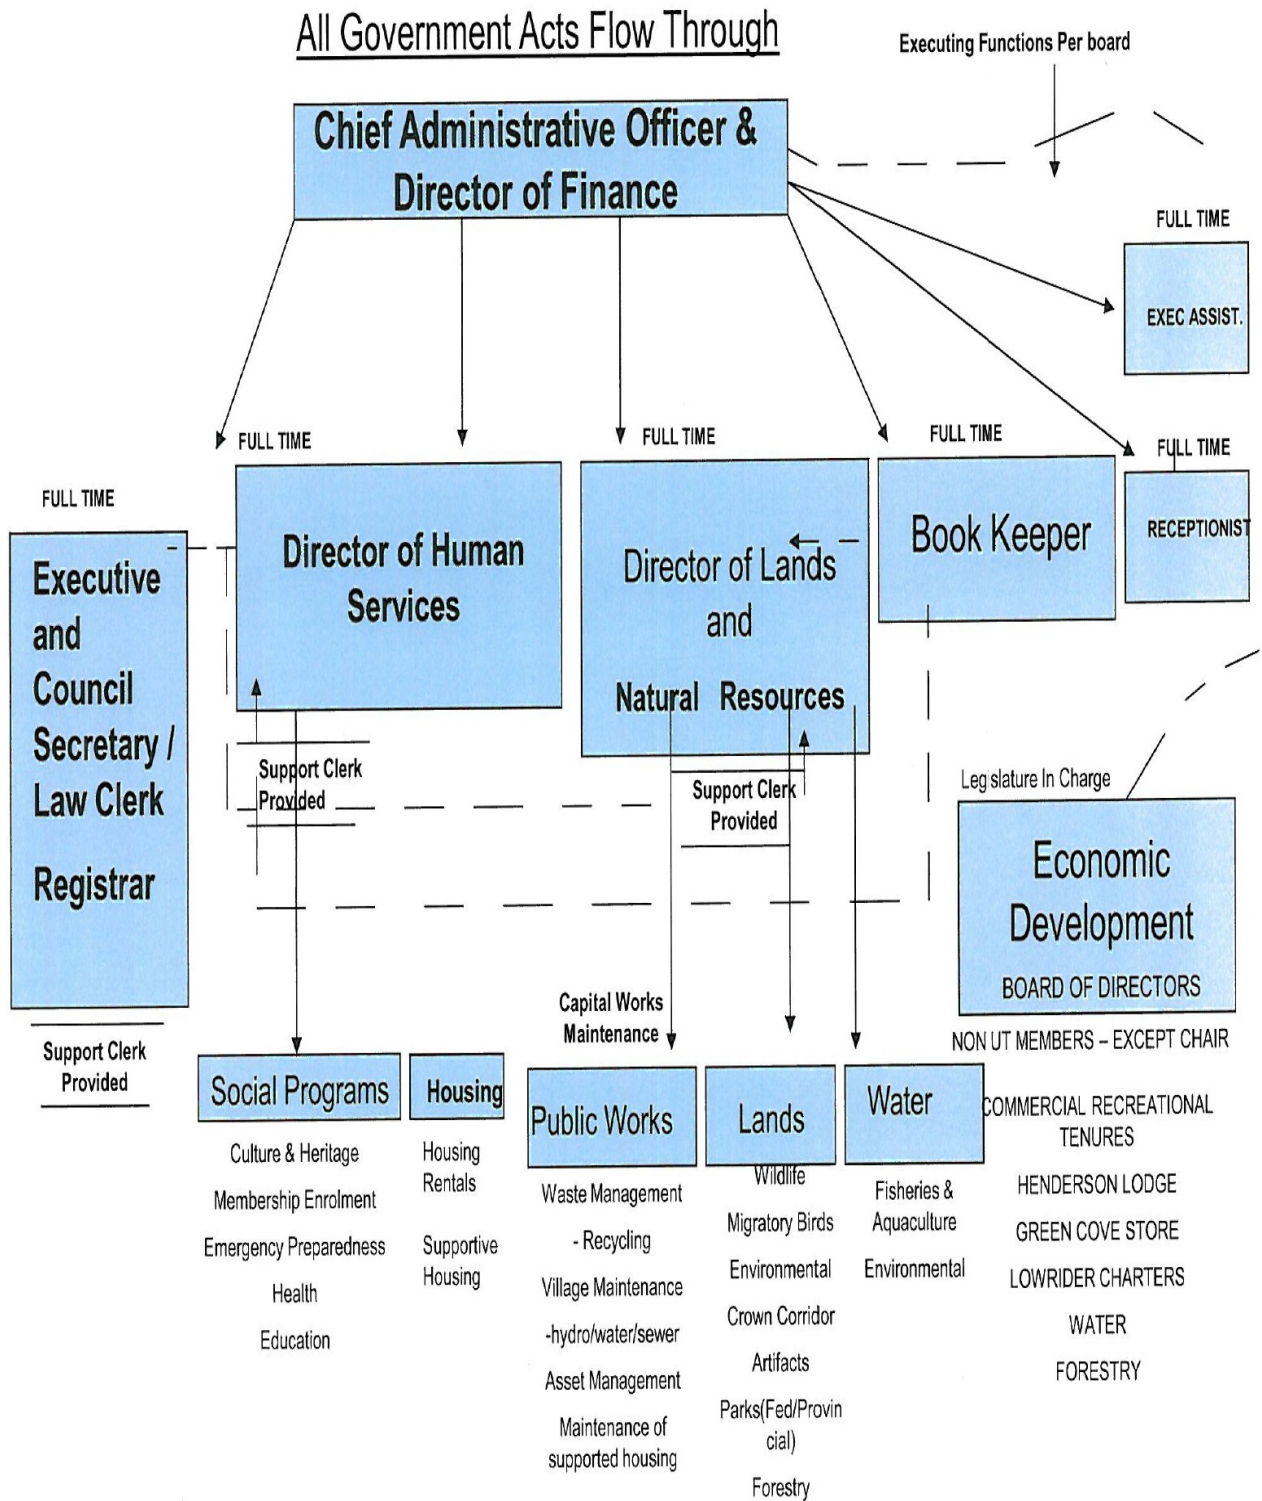 All Government Acts Flow Through
Executing Functions Per board
Chief Administrative Officer &
Director of Finance
FULL TIME
EXEC ASSIST.
FULL TIME
FULL TIME
FULL TIME
FULL TIME
FULL TIME
Executive
and
Council
Secretary /
Law Clerk
Registrar
Director of Human
Services
Director of Lands
and
Natural Resources
Book Keeper
RECEPTIONIST
Support Clerk
Provided
Support Clerk
Provided
Legislature In Charge
Economic
Development
BOARD OF DIRECTORS
NON UT MEMBERS – EXCEPT CHAIR
Support Clerk
Provided
Capital Works
Maintenance
Social Programs
Culture & Heritage
Membership Enrolment
Emergency Preparedness
Health
Education
Housing
Housing
Rentals
Supportive
Housing
Public Works
Waste Management
- Recycling
Village Maintenance
-hydro/water/sewer
Asset Management
Maintenance of
supported housing
Lands
Wildlife
Migratory Birds
Environmental
Crown Corridor
Artifacts
Parks(Fed/Provin
cial)
Forestry
Water
Fisheries &
Aquaculture
Environmental
COMMERCIAL RECREATIONAL
TENURES
HENDERSON LODGE
GREEN COVE STORE
LOWRIDER CHARTERS
WATER
FORESTRY